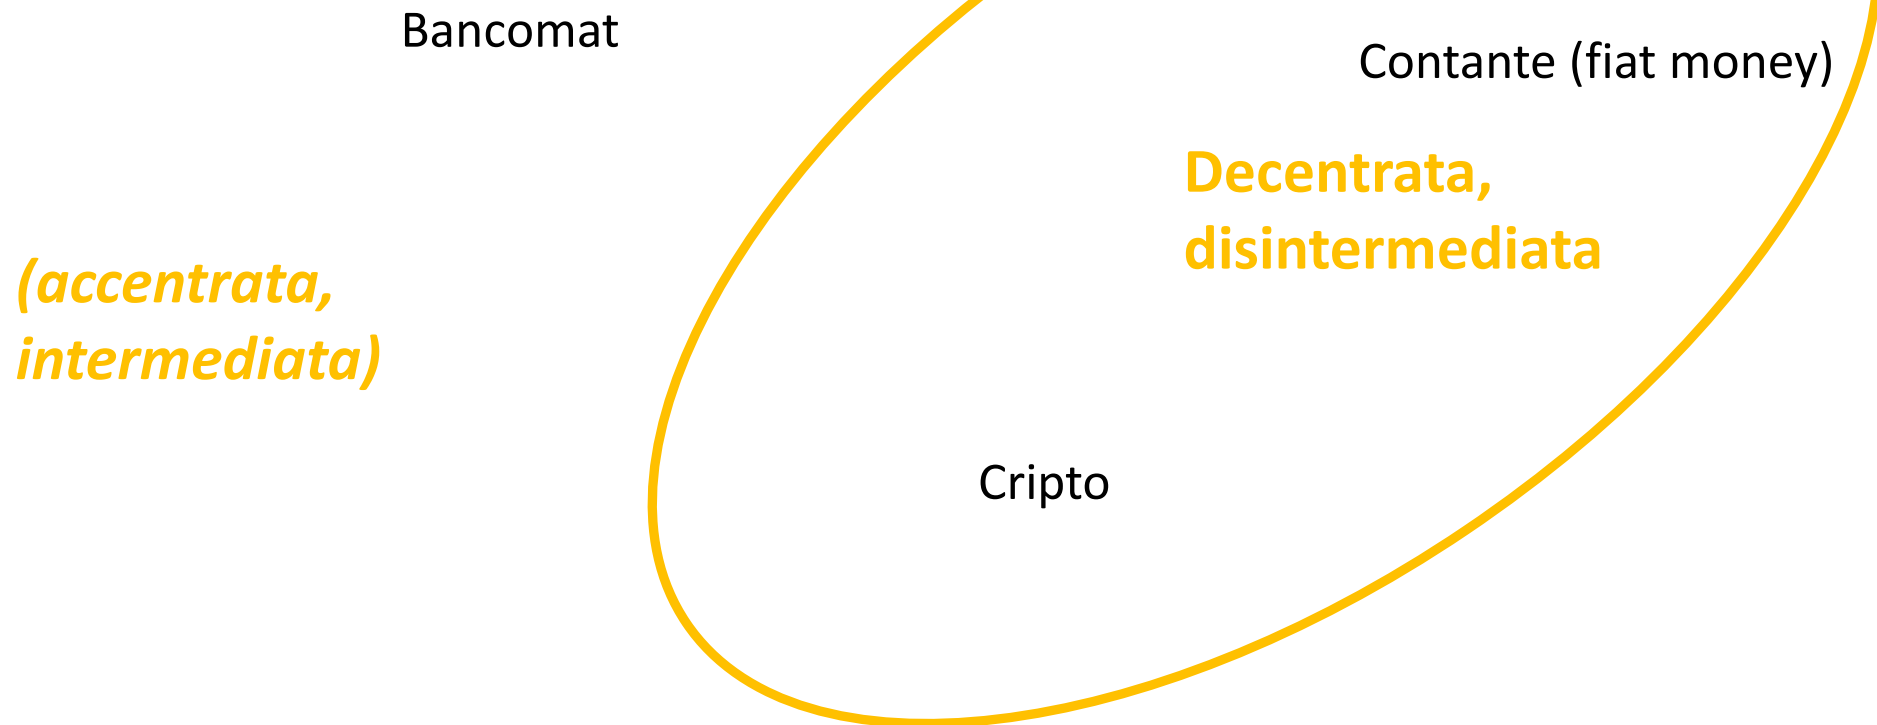 Bancomat
Contante (fiat money)
Decentrata,
disintermediata
(accentrata,
intermediata)
Cripto